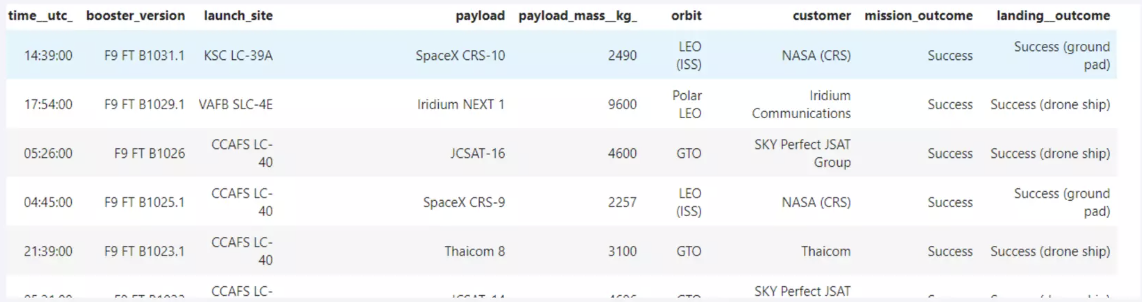 time__utc_ booster_version launch_site payload payload_mass__kg_ orbit customer mission_outcome landing__outcome
14:39:00 F9 FT B1031.1 KSC LC-39A SpaceX CRS-10 2490 LEO (ISS) NASA (CRS) Success Success (ground pad)
17:54:00 F9 FT B1029.1 VAFB SLC-4E Iridium NEXT 1 9600 Polar LEO Iridium Communications Success Success (drone ship)
05:26:00 F9 FT B1026 CCAFS LC-40 JCSAT-16 4600 GTO SKY Perfect JSAT Group Success Success (drone ship)
04:45:00 F9 FT B1025.1 CCAFS LC-40 SpaceX CRS-9 2257 LEO (ISS) NASA (CRS) Success Success (ground pad)
21:39:00 F9 FT B1023.1 CCAFS LC-40 Thaicom 8 3100 GTO Thaicom Success Success (drone ship)
CCAFS LC- SKY Perfect JSAT